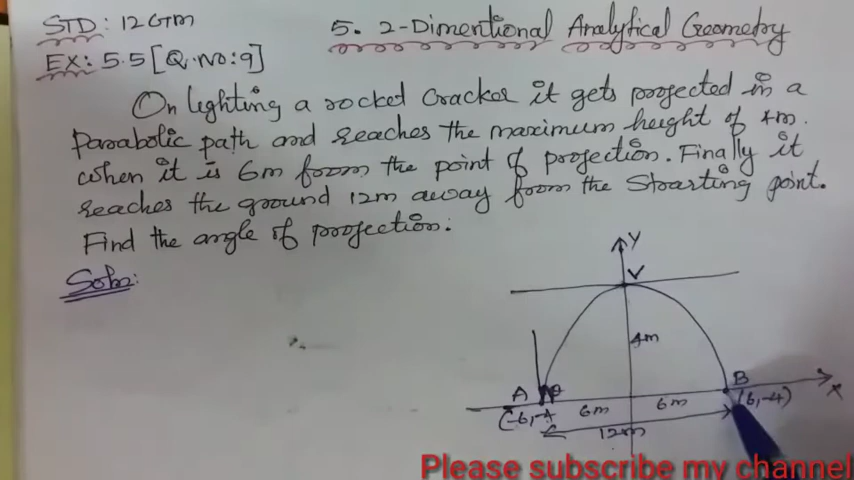 STD: 12 GTM
5. 2-Dimentional Analytical Geometry
EX: 5.5 [Q.NO:9]
On lighting a rocket cracker it gets projected in a
Parabolic path and reaches the maximum height of 4m.
when it is 6m from the point of projection. Finally it
reaches the ground 12m away from the Starting point.
Find the angle of projection.
Soln:
Y
V
4m
A
B
X
(-6,-
6m
6m
(6,-4)
12m
Please subscribe my channel